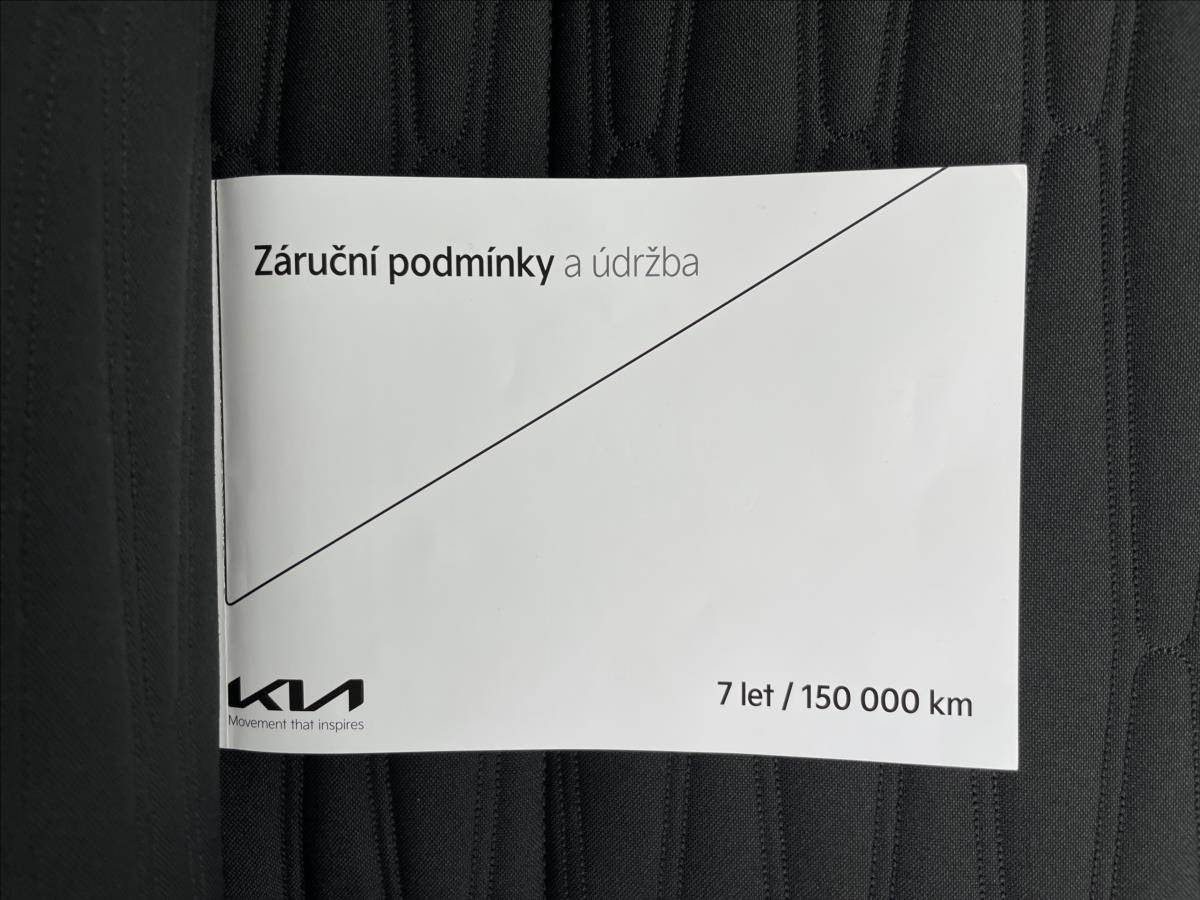 Záruční podmínky a údržba
KIA
Movement that inspires
7 let / 150 000 km